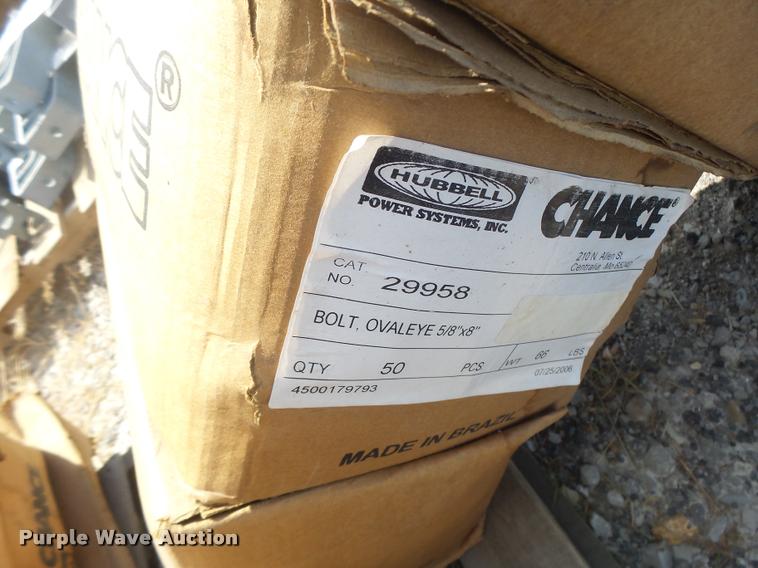 ®
HUBBELL
POWER SYSTEMS, INC.
CHANCE®
210 N. Allen St.
Centralia Mo 65240
CAT
NO. 29958
BOLT, OVALEYE 5/8"x8"
QTY 50 PCS WT 66 LBS
4500179793
07/25/2006
MADE IN BRAZIL
CHANCE
Purple Wave Auction